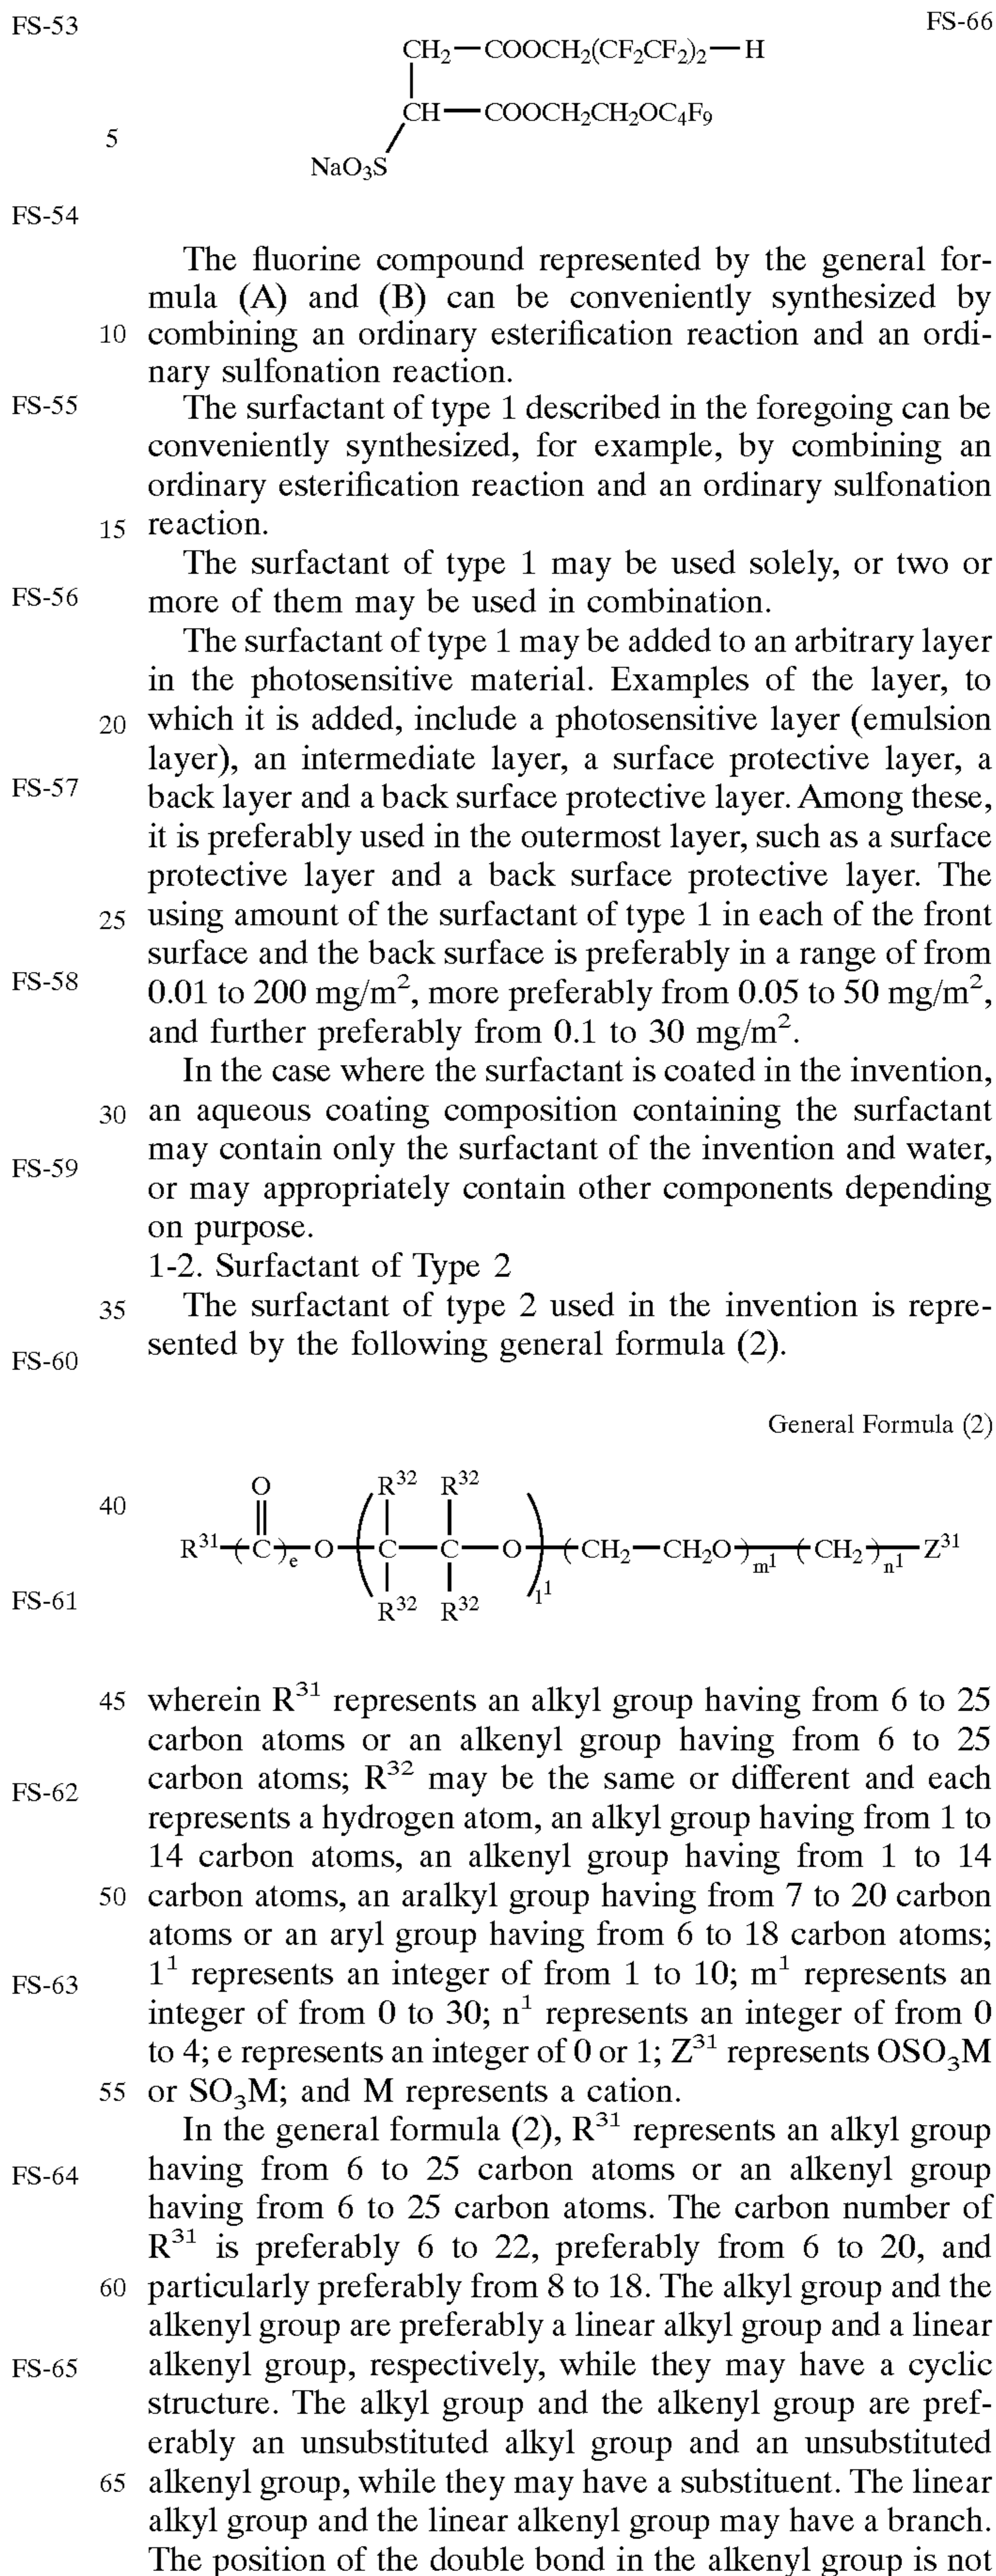 FS-53
FS-66
CH₂—COOCH₂(CF₂CF₂)₂—H
CH—COOCH₂CH₂OC₄F₉
5
NaO₃S
FS-54
The fluorine compound represented by the general for-
mula (A) and (B) can be conveniently synthesized by
10 combining an ordinary esterification reaction and an ordi-
nary sulfonation reaction.
FS-55
The surfactant of type 1 described in the foregoing can be
conveniently synthesized, for example, by combining an
ordinary esterification reaction and an ordinary sulfonation
15 reaction.
The surfactant of type 1 may be used solely, or two or
FS-56
more of them may be used in combination.
The surfactant of type 1 may be added to an arbitrary layer
in the photosensitive material. Examples of the layer, to
20 which it is added, include a photosensitive layer (emulsion
layer), an intermediate layer, a surface protective layer, a
FS-57
back layer and a back surface protective layer. Among these,
it is preferably used in the outermost layer, such as a surface
protective layer and a back surface protective layer. The
25 using amount of the surfactant of type 1 in each of the front
surface and the back surface is preferably in a range of from
FS-58
0.01 to 200 mg/m², more preferably from 0.05 to 50 mg/m²,
and further preferably from 0.1 to 30 mg/m².
In the case where the surfactant is coated in the invention,
30 an aqueous coating composition containing the surfactant
may contain only the surfactant of the invention and water,
FS-59
or may appropriately contain other components depending
on purpose.
1-2. Surfactant of Type 2
35 The surfactant of type 2 used in the invention is repre-
sented by the following general formula (2).
FS-60
General Formula (2)
O R³² R³²
40
R³¹—(C)e—O—(C—C—O)l¹—(CH₂—CH₂O)m¹—(CH₂)n¹—Z³¹
R³² R³²
FS-61
45 wherein R³¹ represents an alkyl group having from 6 to 25
carbon atoms or an alkenyl group having from 6 to 25
FS-62
carbon atoms; R³² may be the same or different and each
represents a hydrogen atom, an alkyl group having from 1 to
14 carbon atoms, an alkenyl group having from 1 to 14
50 carbon atoms, an aralkyl group having from 7 to 20 carbon
atoms or an aryl group having from 6 to 18 carbon atoms;
FS-63
l¹ represents an integer of from 1 to 10; m¹ represents an
integer of from 0 to 30; n¹ represents an integer of from 0
to 4; e represents an integer of 0 or 1; Z³¹ represents OSO₃M
55 or SO₃M; and M represents a cation.
In the general formula (2), R³¹ represents an alkyl group
FS-64
having from 6 to 25 carbon atoms or an alkenyl group
having from 6 to 25 carbon atoms. The carbon number of
R³¹ is preferably 6 to 22, preferably from 6 to 20, and
60 particularly preferably from 8 to 18. The alkyl group and the
alkenyl group are preferably a linear alkyl group and a linear
FS-65
alkenyl group, respectively, while they may have a cyclic
structure. The alkyl group and the alkenyl group are pref-
erably an unsubstituted alkyl group and an unsubstituted
65 alkenyl group, while they may have a substituent. The linear
alkyl group and the linear alkenyl group may have a branch.
The position of the double bond in the alkenyl group is not